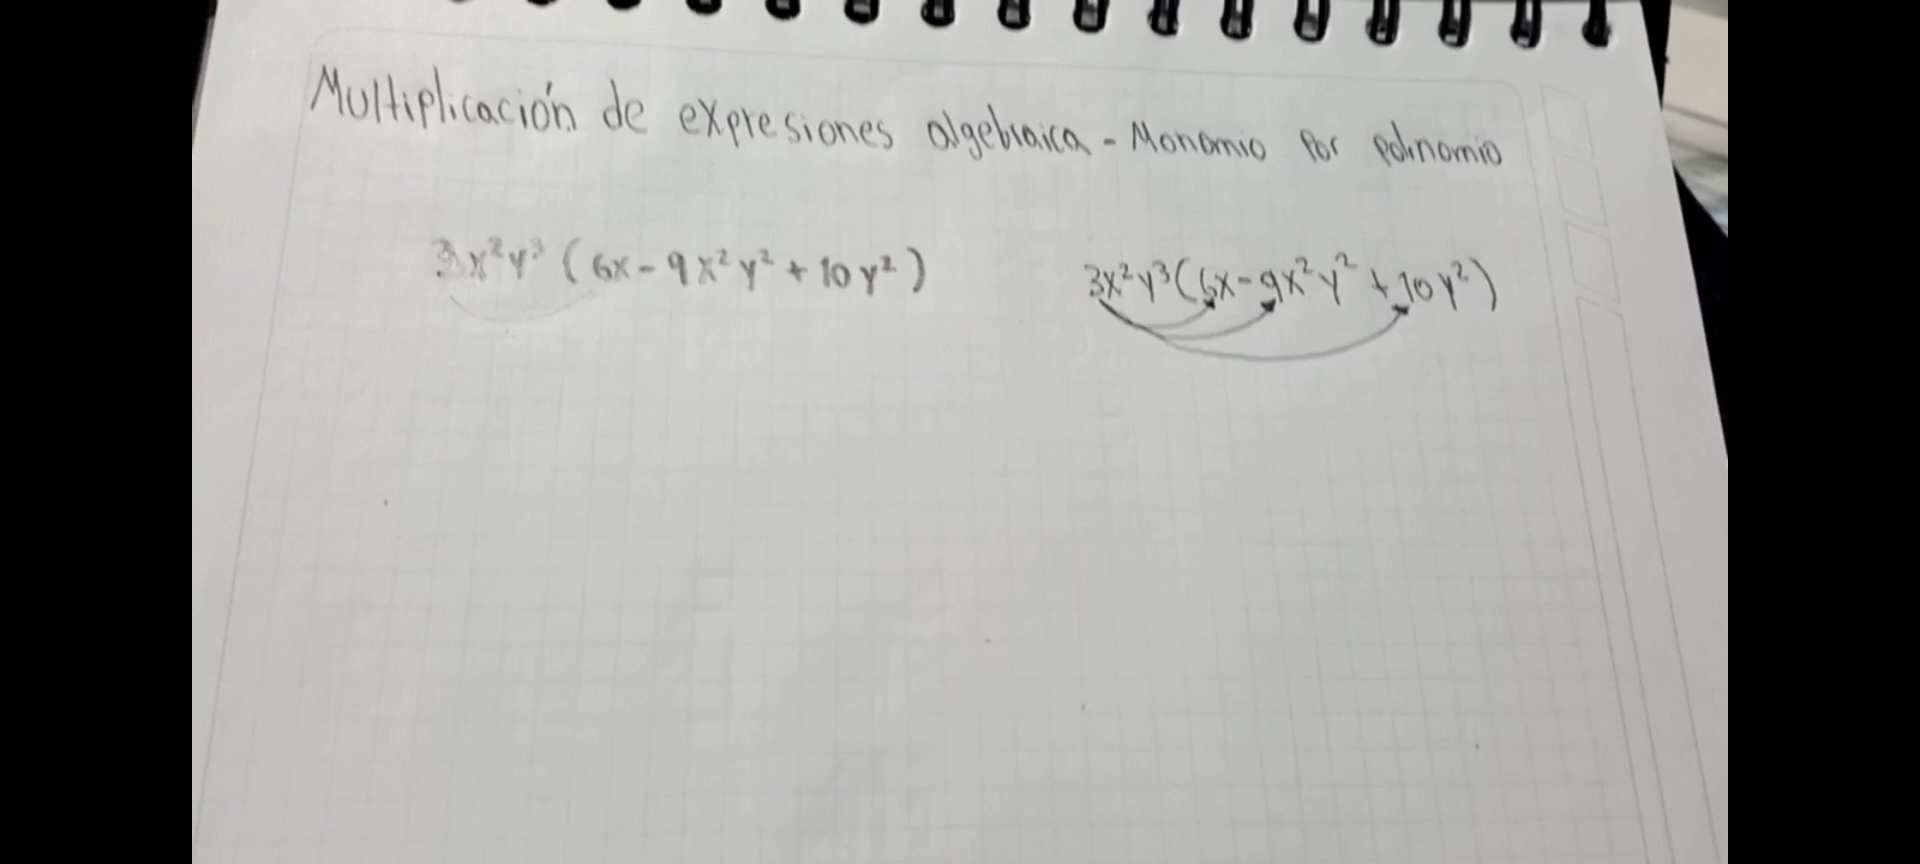 Multiplicación de expresiones algebraica - Monomio por polinomio
3x²y³ (6x - 9x²y² + 10y²)
3x²y³(6x - 9x²y² + 10y²)